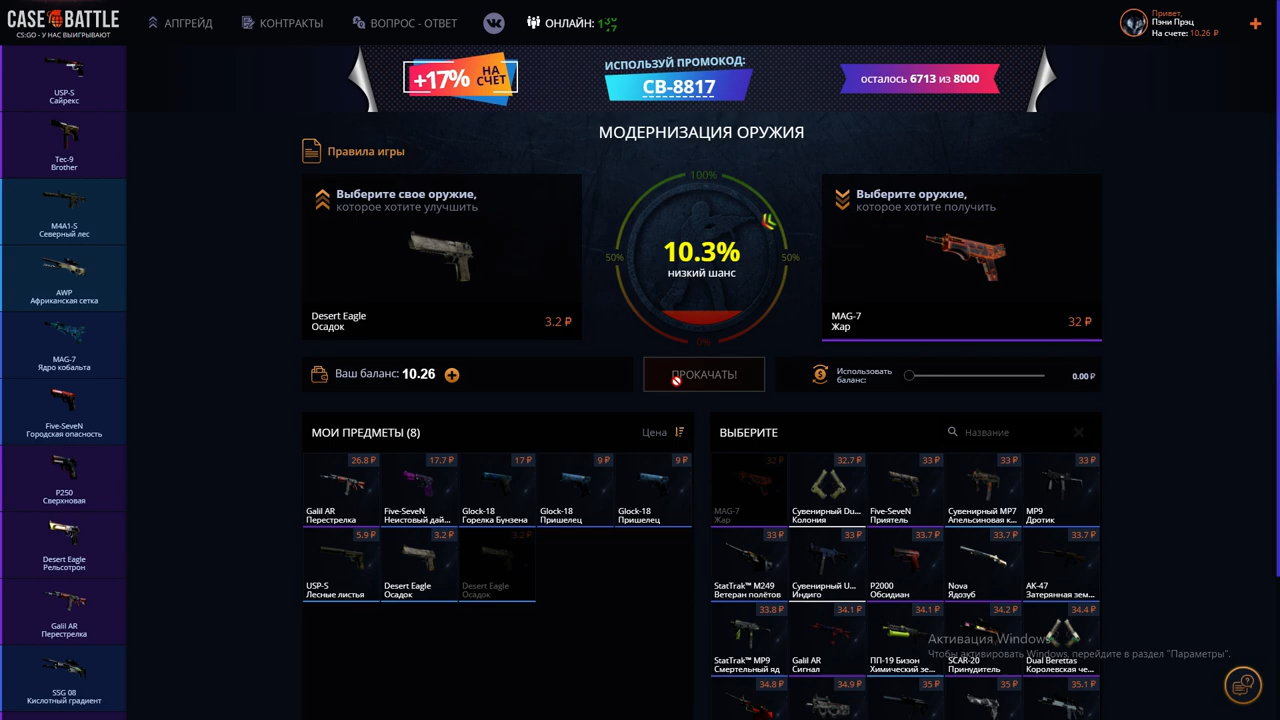 CASE BATTLE
CS:GO - У НАС ВЫИГРЫВАЮТ
АПГРЕЙД
КОНТРАКТЫ
ВОПРОС - ОТВЕТ
ОНЛАЙН:
Привет,
Пэни Прэц
На счете: 10.26 ₽
+17% НА СЧЕТ
ИСПОЛЬЗУЙ ПРОМОКОД:
CB-8817
осталось 6713 из 8000
USP-S
Сайрекс
Tec-9
Brother
M4A1-S
Северный лес
AWP
Африканская сетка
MAG-7
Ядро кобальта
Five-SeveN
Городская опасность
P250
Сверхновая
Desert Eagle
Рельсотрон
Galil AR
Перестрелка
SSG 08
Кислотный градиент
МОДЕРНИЗАЦИЯ ОРУЖИЯ
Правила игры
Выберите свое оружие,
которое хотите улучшить
Desert Eagle
Осадок
3.2 ₽
100%
50%
50%
0%
10.3%
низкий шанс
Выберите оружие,
которое хотите получить
MAG-7
Жар
32 ₽
Ваш баланс: 10.26
ПРОКАЧАТЬ!
Использовать
баланс:
0.00 ₽
МОИ ПРЕДМЕТЫ (8)
Цена
26.8 ₽
Galil AR
Перестрелка
17.7 ₽
Five-SeveN
Неистовый дай...
17 ₽
Glock-18
Горелка Бунзена
9 ₽
Glock-18
Пришелец
9 ₽
Glock-18
Пришелец
5.9 ₽
USP-S
Лесные листья
3.2 ₽
Desert Eagle
Осадок
3.2 ₽
Desert Eagle
Осадок
ВЫБЕРИТЕ
Название
32 ₽
MAG-7
Жар
32.7 ₽
Сувенирный Du...
Колония
33 ₽
Five-SeveN
Приятель
33 ₽
Сувенирный MP7
Апельсиновая к...
33 ₽
MP9
Дротик
33 ₽
StatTrak™ M249
Ветеран полётов
33 ₽
Сувенирный U...
Индиго
33.7 ₽
P2000
Обсидиан
33.7 ₽
Nova
Ядозуб
33.7 ₽
AK-47
Затерянная зем...
33.8 ₽
StatTrak™ MP9
Смертельный яд
34.1 ₽
Galil AR
Сигнал
34.1 ₽
ПП-19 Бизон
Химический зе...
34.2 ₽
SCAR-20
Принудитель
34.4 ₽
Dual Berettas
Королевская че...
34.8 ₽
34.9 ₽
35 ₽
35 ₽
35.1 ₽
Активация Windows
Чтобы активировать Windows, перейдите в раздел "Параметры".